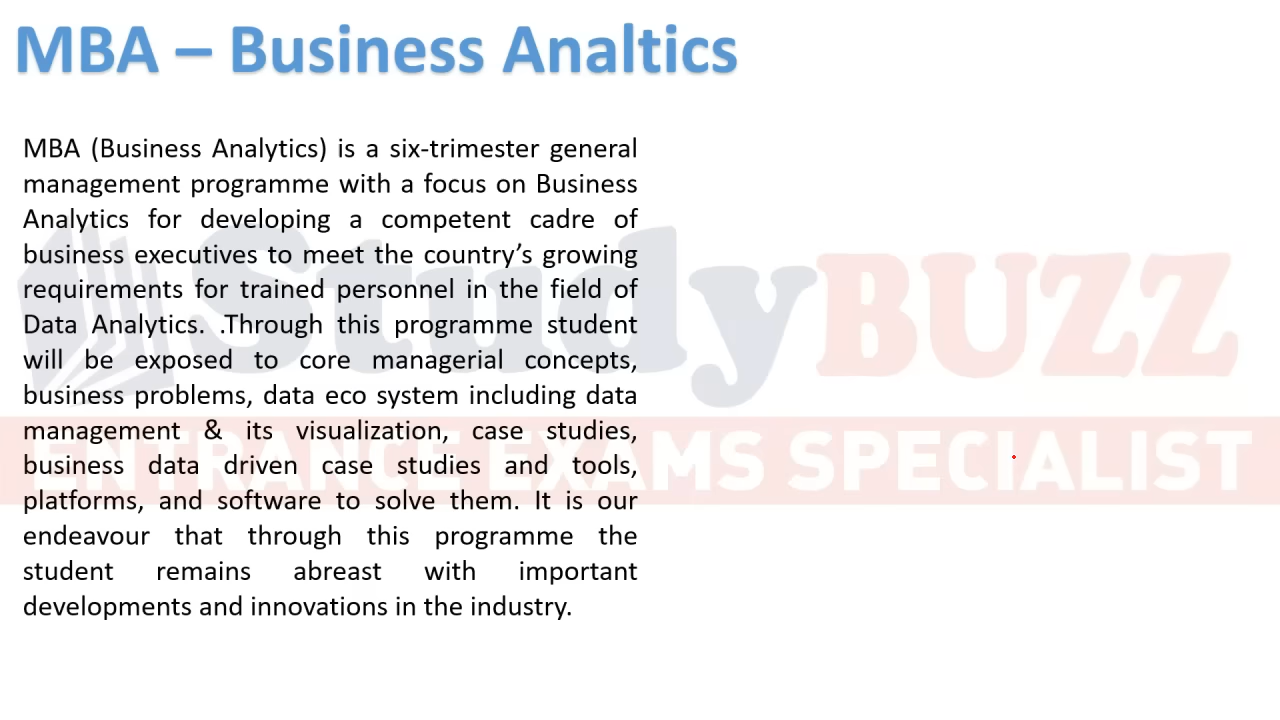 MBA – Business Analtics
MBA (Business Analytics) is a six-trimester general
management programme with a focus on Business
Analytics for developing a competent cadre of
business executives to meet the country’s growing
requirements for trained personnel in the field of
Data Analytics. .Through this programme student
will be exposed to core managerial concepts,
business problems, data eco system including data
management & its visualization, case studies,
business data driven case studies and tools,
platforms, and software to solve them. It is our
endeavour that through this programme the
student remains abreast with important
developments and innovations in the industry.
StudyBUZZ
ENTRANCE EXAMS SPECIALIST